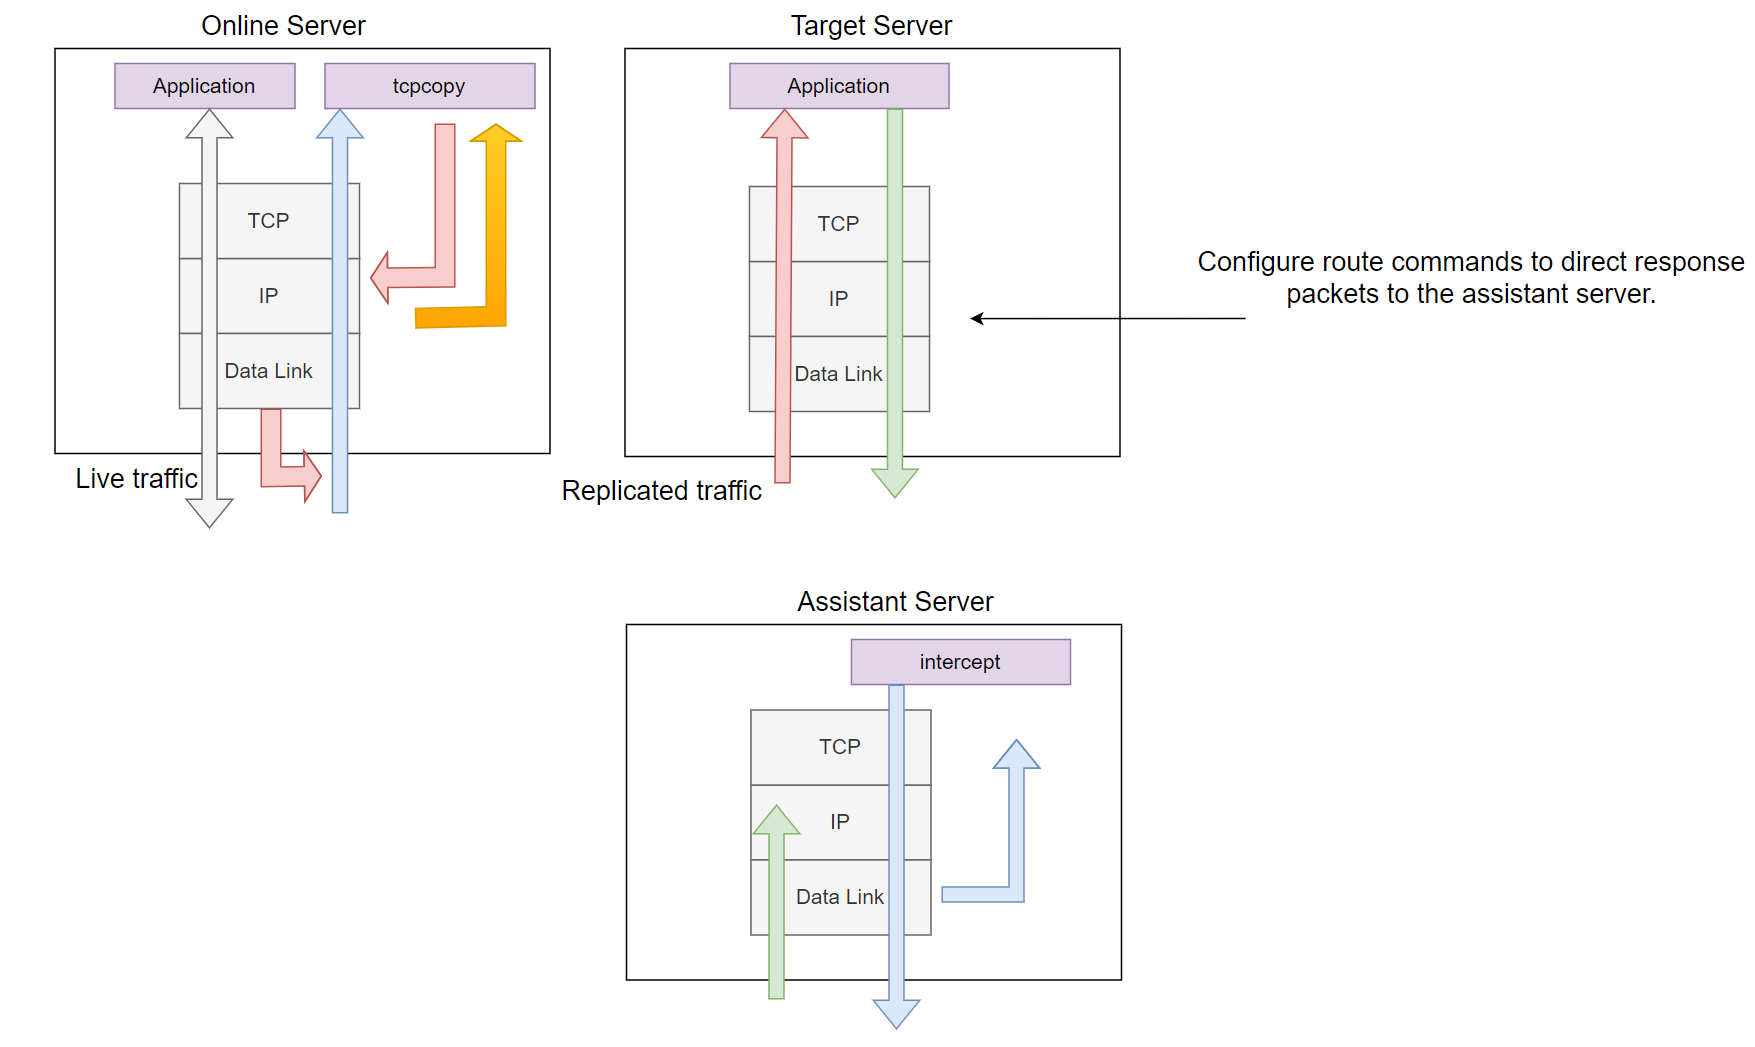 Online Server
Application
tcpcopy
TCP
IP
Data Link
Live traffic
Target Server
Application
TCP
IP
Data Link
Replicated traffic
Configure route commands to direct response
packets to the assistant server.
Assistant Server
intercept
TCP
IP
Data Link